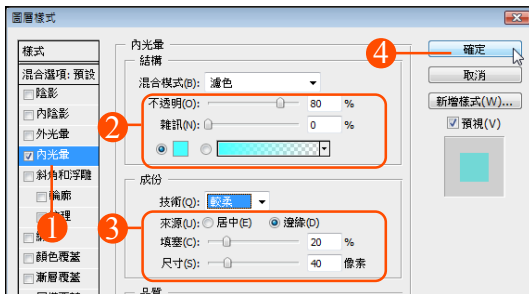 圖層樣式
樣式
混合選項: 預設
陰影
內陰影
外光暈
內光暈
斜角和浮雕
輪廓
1
顏色覆蓋
漸層覆蓋
內光暈
結構
混合模式(B): 濾色
不透明(O): 80 %
雜訊(N): 0 %
2
成份
技術(Q): 較柔
來源(U): 居中(E) 邊緣(D)
填塞(C): 20 %
尺寸(S): 40 像素
3
品質
4
確定
取消
新增樣式(W)...
預視(V)